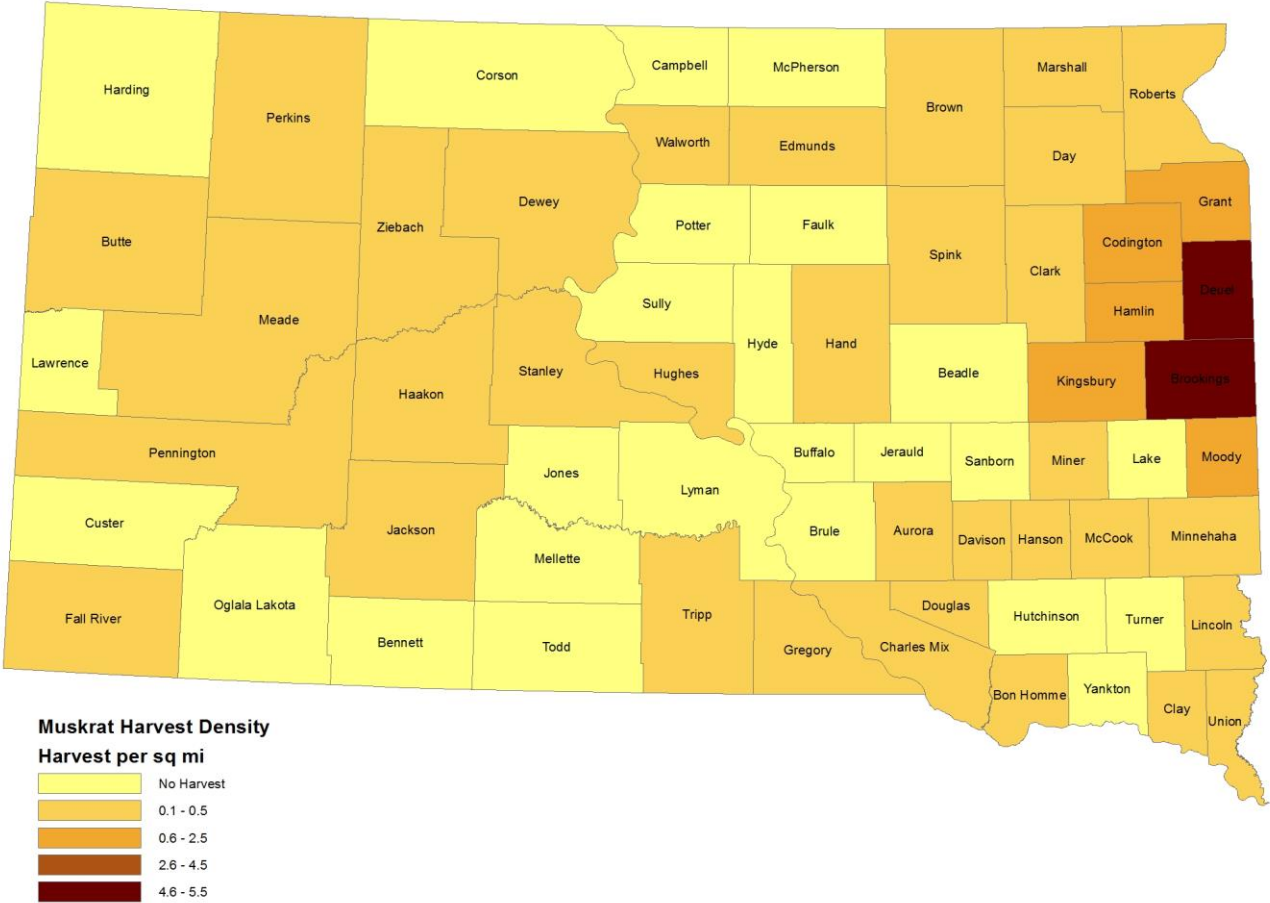 Harding
Perkins
Corson
Campbell
McPherson
Brown
Marshall
Roberts
Walworth
Edmunds
Day
Butte
Ziebach
Dewey
Potter
Faulk
Spink
Clark
Codington
Grant
Deuel
Hamlin
Meade
Sully
Hyde
Hand
Beadle
Kingsbury
Brookings
Lawrence
Haakon
Stanley
Hughes
Pennington
Jones
Lyman
Buffalo
Jerauld
Sanborn
Miner
Lake
Moody
Custer
Jackson
Mellette
Brule
Aurora
Davison
Hanson
McCook
Minnehaha
Fall River
Oglala Lakota
Bennett
Todd
Tripp
Gregory
Douglas
Charles Mix
Hutchinson
Turner
Lincoln
Bon Homme
Yankton
Clay
Union
Muskrat Harvest Density
Harvest per sq mi
No Harvest
0.1 - 0.5
0.6 - 2.5
2.6 - 4.5
4.6 - 5.5